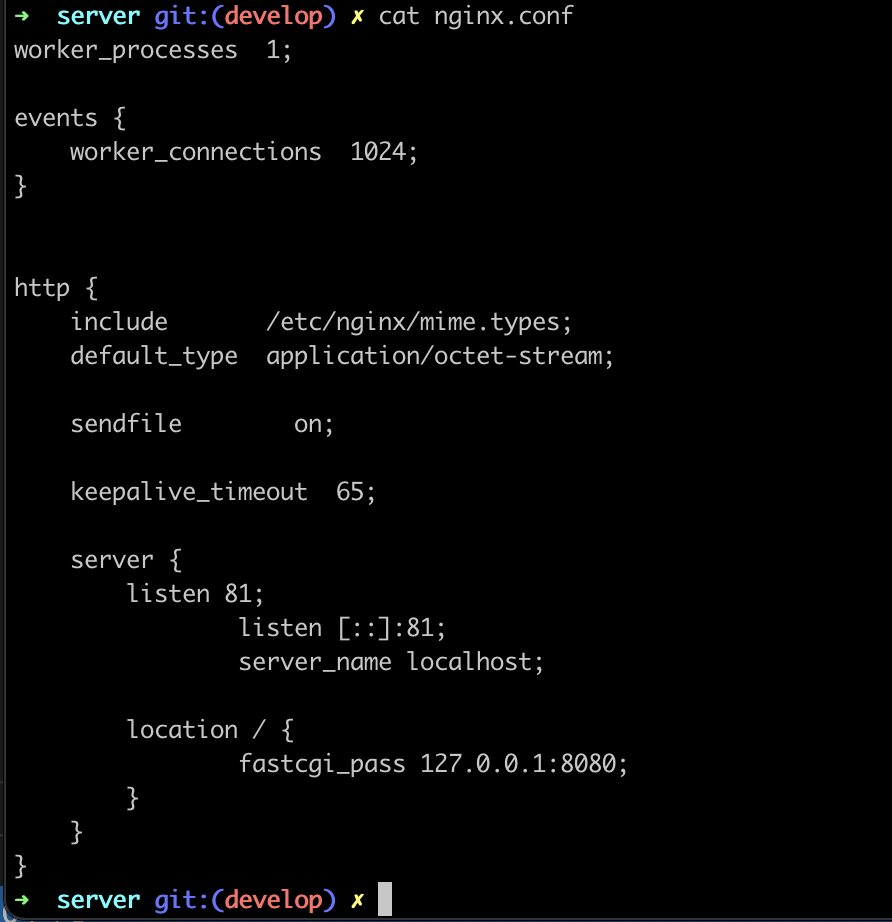 ➜  server git:(develop) ✗ cat nginx.conf
worker_processes  1;

events {
    worker_connections  1024;
}


http {
    include       /etc/nginx/mime.types;
    default_type  application/octet-stream;

    sendfile        on;

    keepalive_timeout  65;

    server {
        listen 81;
                listen [::]:81;
                server_name localhost;

        location / {
                fastcgi_pass 127.0.0.1:8080;
        }
    }
}
➜  server git:(develop) ✗